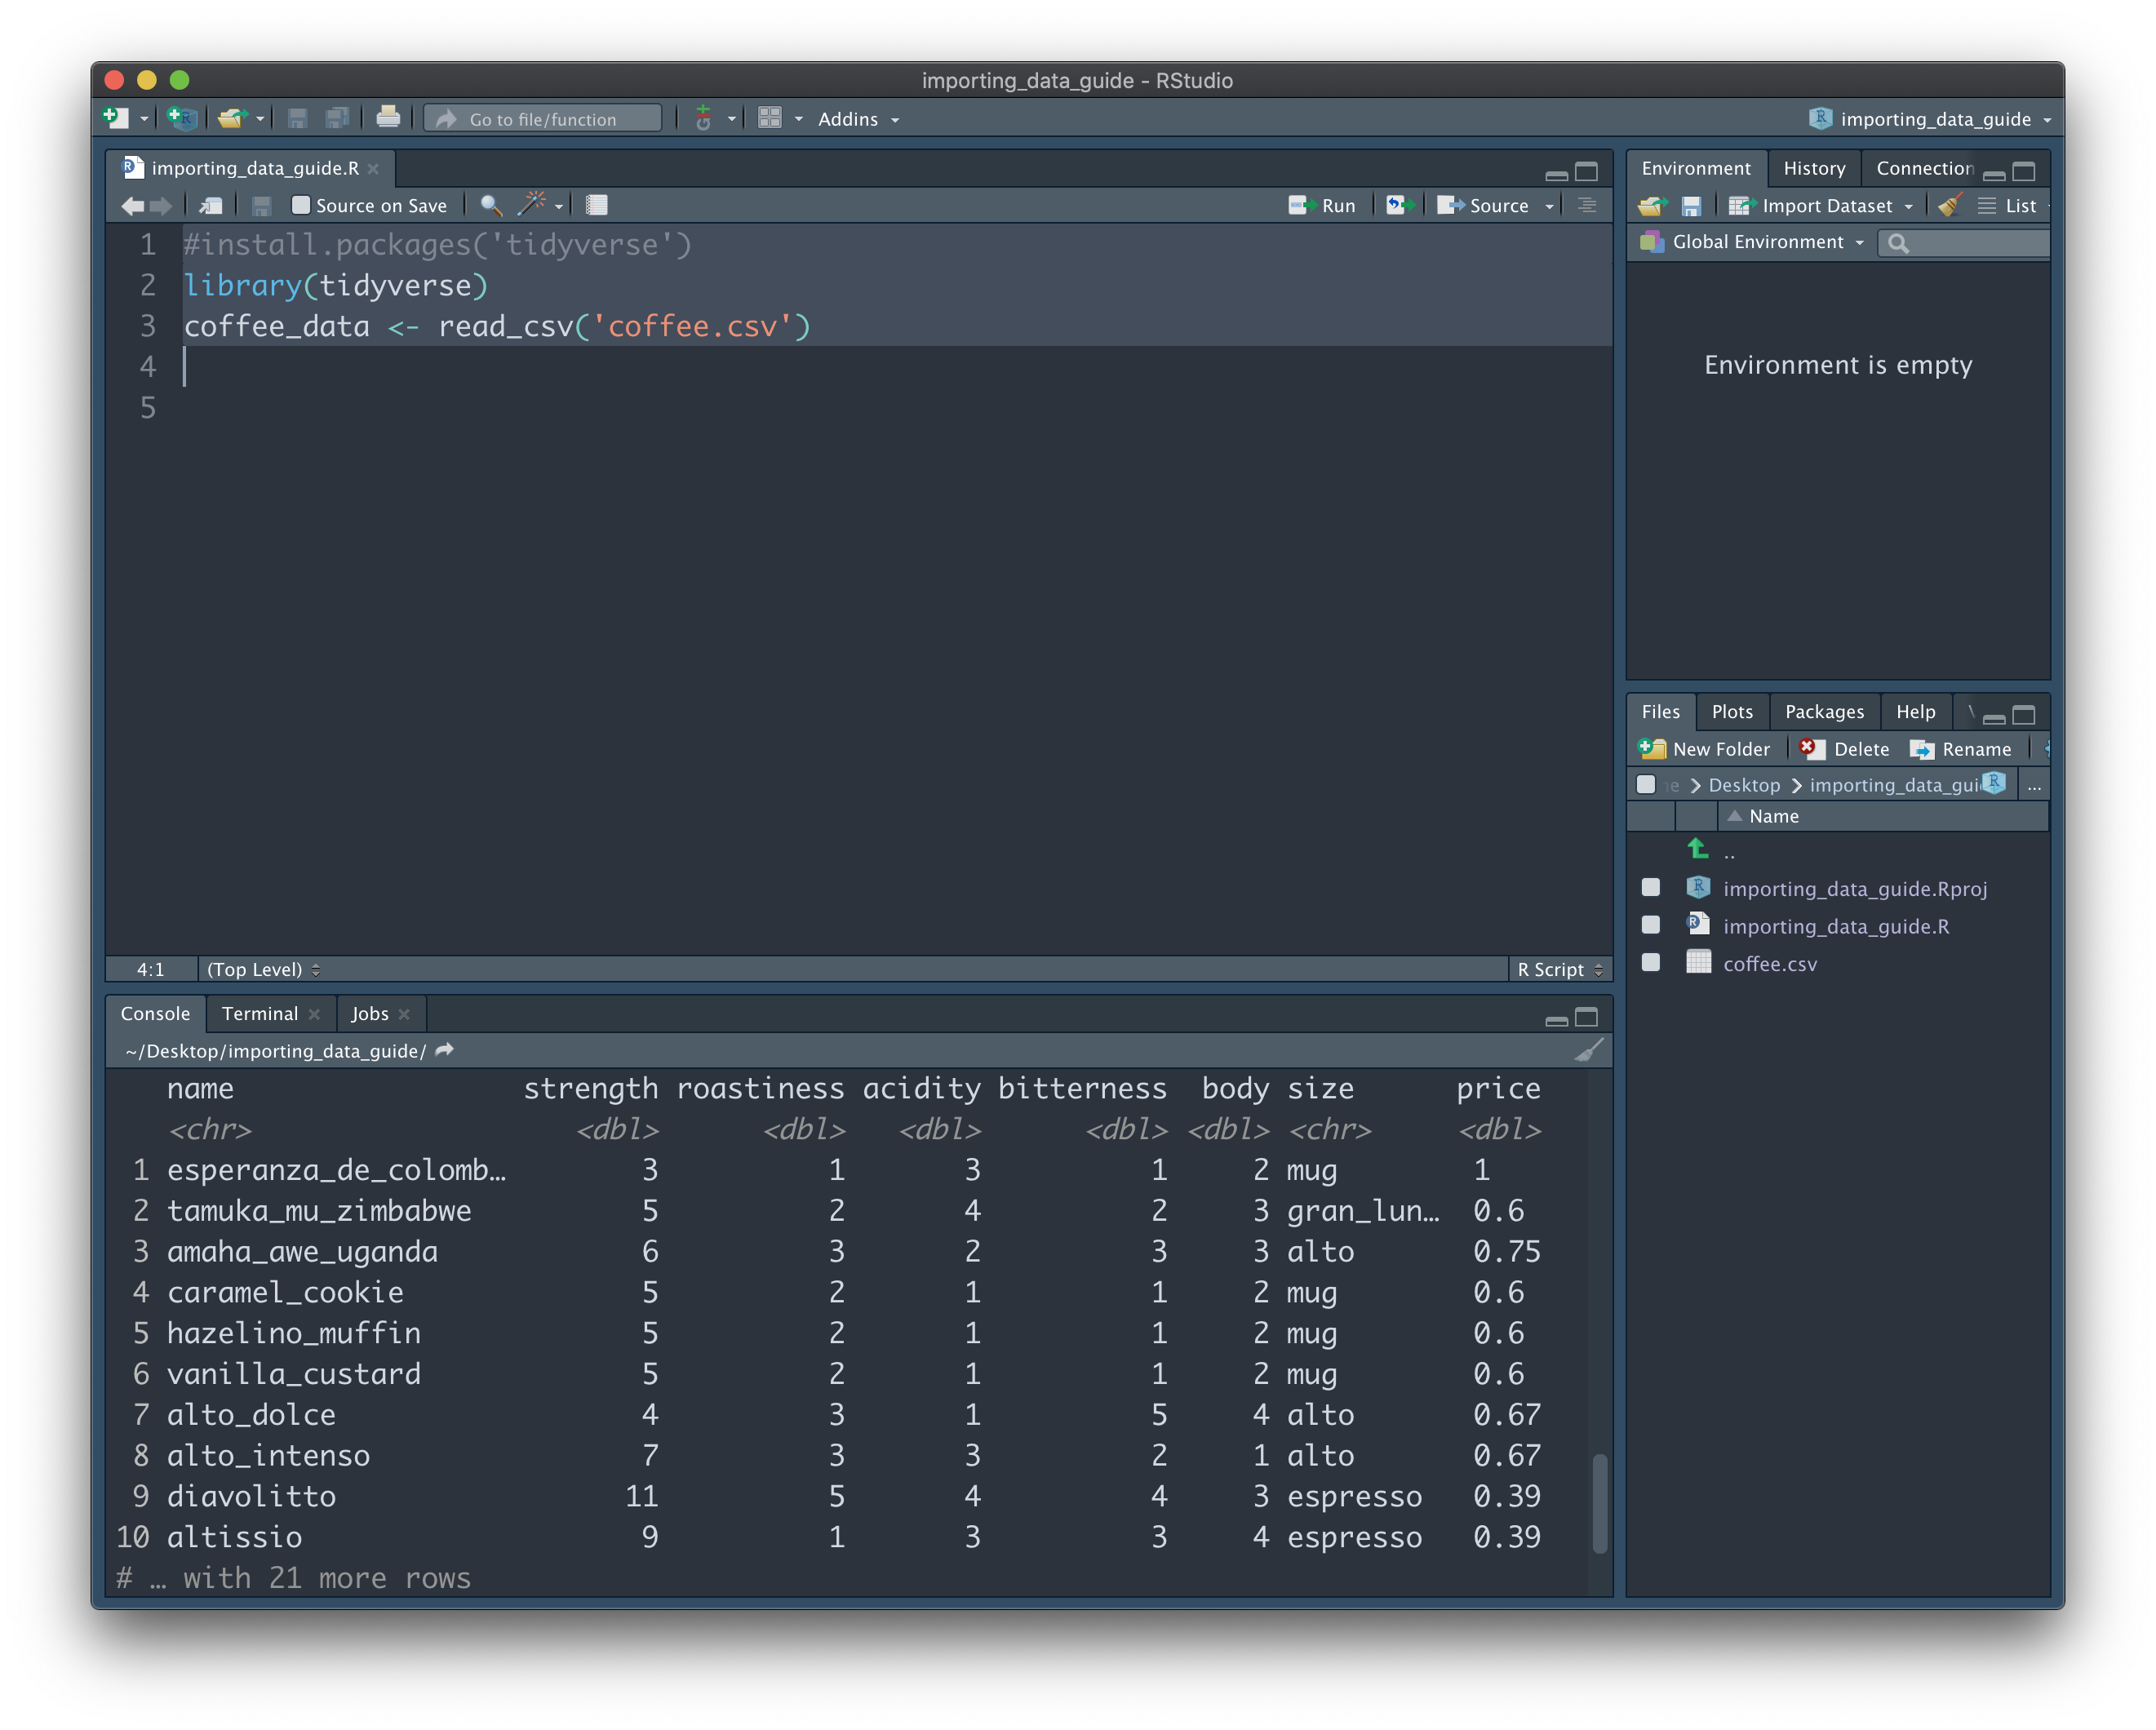 importing_data_guide - RStudio
Go to file/function
Addins
importing_data_guide
importing_data_guide.R
Source on Save
Run
Source
1 #install.packages('tidyverse')
2 library(tidyverse)
3 coffee_data <- read_csv('coffee.csv')
4
5
4:1 (Top Level)
R Script
Console Terminal Jobs
~/Desktop/importing_data_guide/
name strength roastiness acidity bitterness body size price
<chr> <dbl> <dbl> <dbl> <dbl> <dbl> <chr> <dbl>
1 esperanza_de_colomb… 3 1 3 1 2 mug 1
2 tamuka_mu_zimbabwe 5 2 4 2 3 gran_lun… 0.6
3 amaha_awe_uganda 6 3 2 3 3 alto 0.75
4 caramel_cookie 5 2 1 1 2 mug 0.6
5 hazelino_muffin 5 2 1 1 2 mug 0.6
6 vanilla_custard 5 2 1 1 2 mug 0.6
7 alto_dolce 4 3 1 5 4 alto 0.67
8 alto_intenso 7 3 3 2 1 alto 0.67
9 diavolitto 11 5 4 4 3 espresso 0.39
10 altissio 9 1 3 3 4 espresso 0.39
# … with 21 more rows
Environment History Connection
Import Dataset List
Global Environment
Environment is empty
Files Plots Packages Help
New Folder Delete Rename
Desktop importing_data_gui ...
Name
..
importing_data_guide.Rproj
importing_data_guide.R
coffee.csv